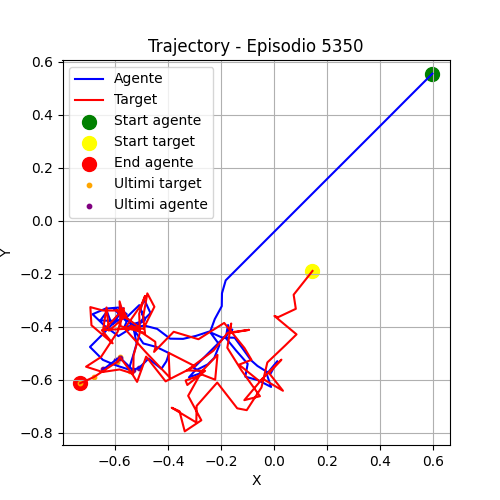 Trajectory - Episodio 5350
Agente
Target
Start agente
Start target
End agente
Ultimi target
Ultimi agente
Y
0.6
0.4
0.2
0.0
−0.2
−0.4
−0.6
−0.8
−0.6 −0.4 −0.2 0.0 0.2 0.4 0.6
X